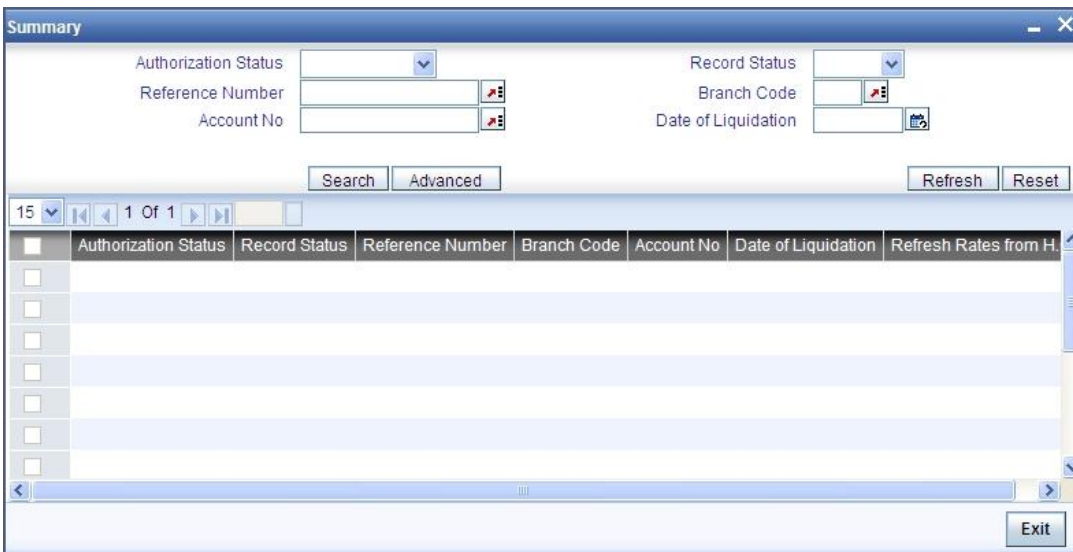 Summary
Authorization Status Record Status
Reference Number Branch Code
Account No Date of Liquidation
Search Advanced Refresh Reset
15 1 Of 1
Authorization Status Record Status Reference Number Branch Code Account No Date of Liquidation Refresh Rates from H.
Exit